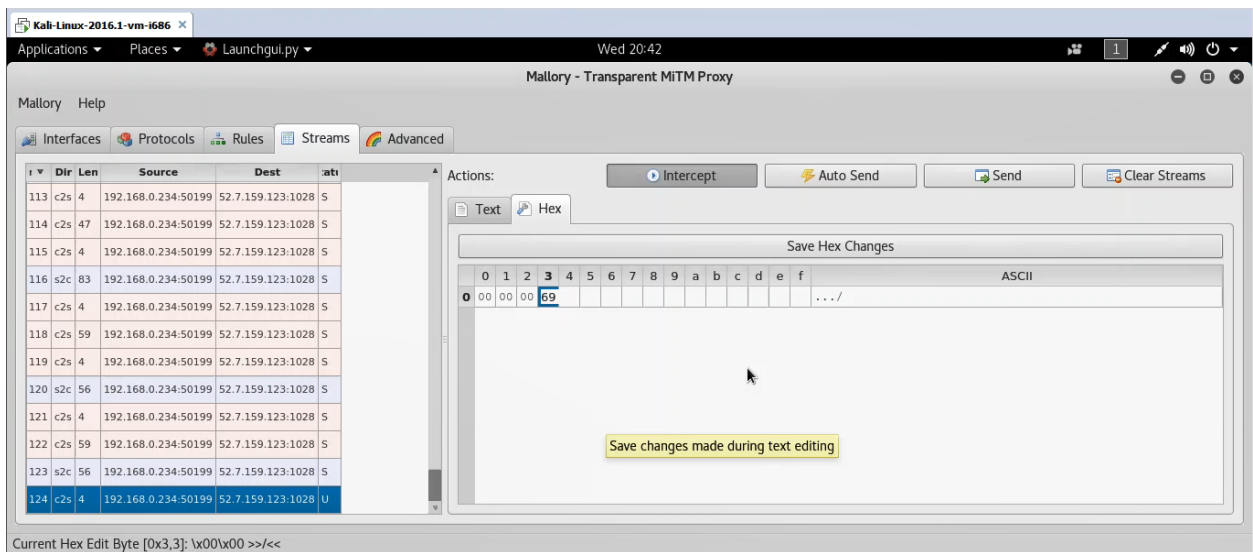 Kali-Linux-2016.1-vm-i686 ×
Applications Places Launchgui.py Wed 20:42 1
Mallory - Transparent MiTM Proxy
Mallory Help
Interfaces Protocols Rules Streams Advanced
Dir Len Source Dest
113 c2s 4 192.168.0.234:50199 52.7.159.123:1028 S
114 c2s 47 192.168.0.234:50199 52.7.159.123:1028 S
115 c2s 4 192.168.0.234:50199 52.7.159.123:1028 S
116 s2c 83 192.168.0.234:50199 52.7.159.123:1028 S
117 c2s 4 192.168.0.234:50199 52.7.159.123:1028 S
118 c2s 59 192.168.0.234:50199 52.7.159.123:1028 S
119 c2s 4 192.168.0.234:50199 52.7.159.123:1028 S
120 s2c 56 192.168.0.234:50199 52.7.159.123:1028 S
121 c2s 4 192.168.0.234:50199 52.7.159.123:1028 S
122 c2s 59 192.168.0.234:50199 52.7.159.123:1028 S
123 s2c 56 192.168.0.234:50199 52.7.159.123:1028 S
124 c2s 4 192.168.0.234:50199 52.7.159.123:1028 U
Actions: Intercept Auto Send Send Clear Streams
Text Hex
Save Hex Changes
0 1 2 3 4 5 6 7 8 9 a b c d e f ASCII
0 00 00 00 69 .../
Save changes made during text editing
Current Hex Edit Byte [0x3,3]: \x00\x00 >>/<<